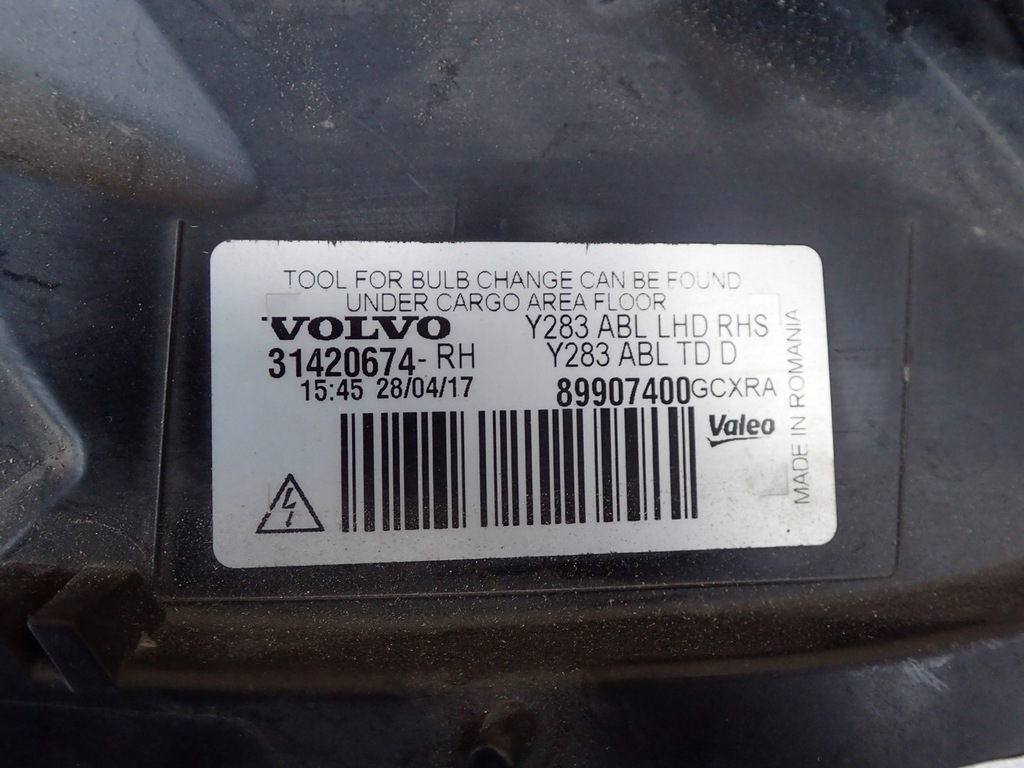 TOOL FOR BULB CHANGE CAN BE FOUND
UNDER CARGO AREA FLOOR
VOLVO
31420674-RH
15:45 28/04/17
Y283 ABL LHD RHS
Y283 ABL TD D
89907400GCXRA
Valeo
MADE IN ROMANIA